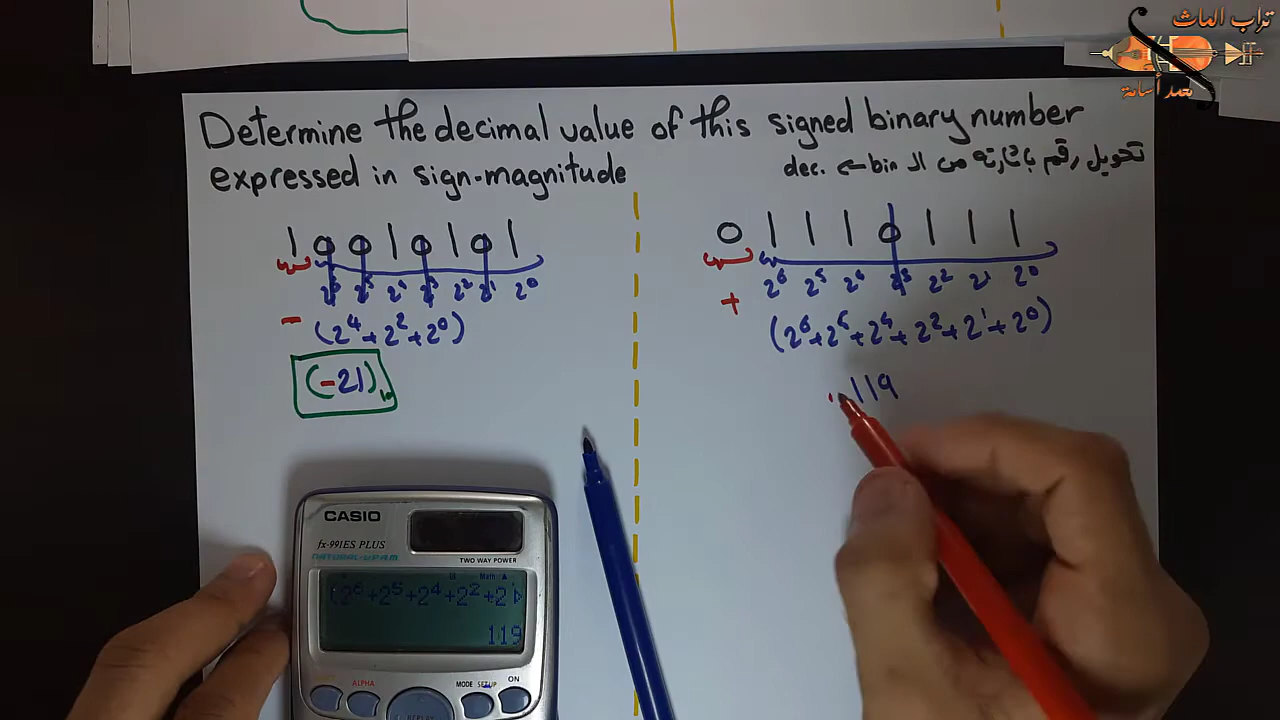 تراب الماث
محمد أسامة
Determine the decimal value of this signed binary number
expressed in sign-magnitude
تحويل رقم بإشارته من الـ bin ← dec.
1 0 0 1 0 1 0 1
2⁶ 2⁵ 2⁴ 2³ 2² 2¹ 2⁰
- (2⁴+2²+2⁰)
(-21)₁₀
0 1 1 1 0 1 1 1
2⁶ 2⁵ 2⁴ 2³ 2² 2¹ 2⁰
+
(2⁶+2⁵+2⁴+2²+2¹+2⁰)
119
CASIO
fx-991ES PLUS
NATURAL-V.P.A.M.
TWO WAY POWER
Math ▲
(2⁶+2⁵+2⁴+2²+2
119
SHIFT ALPHA MODE SETUP ON
REPLAY